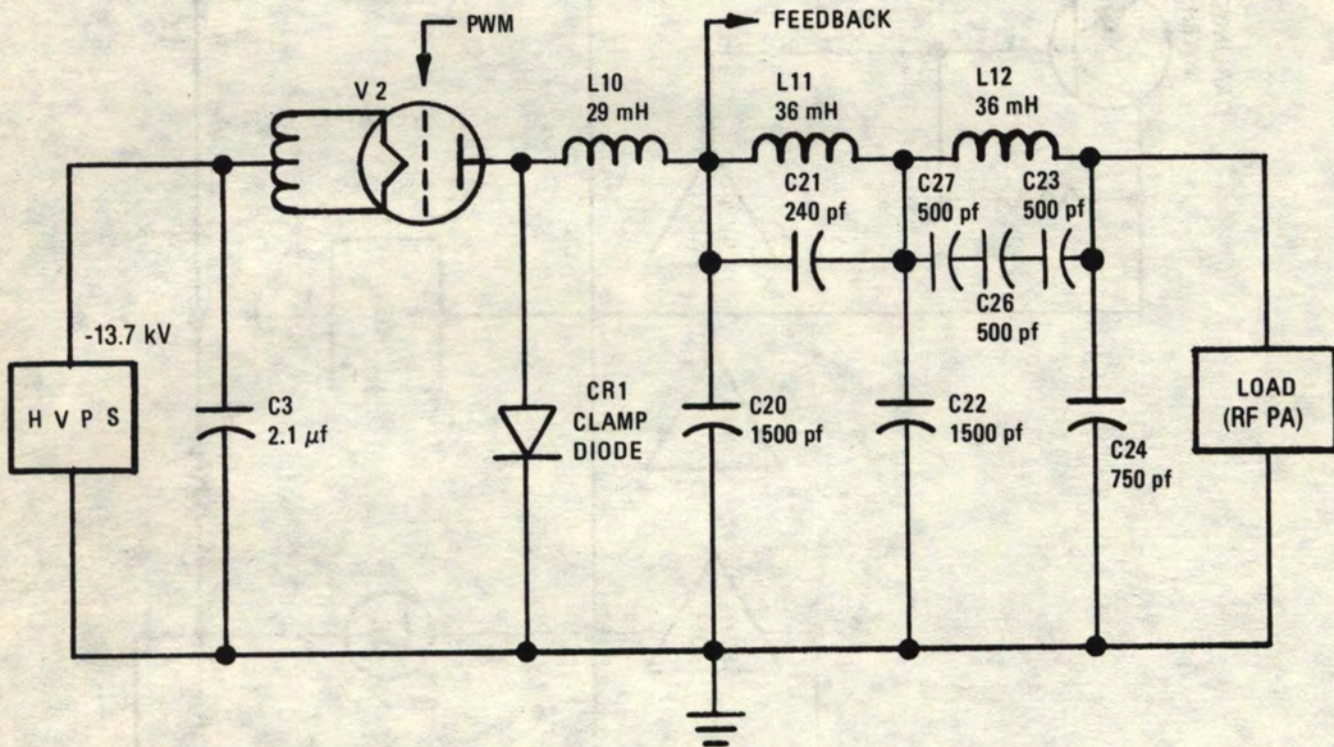 PWM
FEEDBACK
V 2
L10
29 mH
L11
36 mH
L12
36 mH
C21
240 pf
C27
500 pf
C23
500 pf
C26
500 pf
-13.7 kV
H V P S
C3
2.1 μf
CR1
CLAMP
DIODE
C20
1500 pf
C22
1500 pf
C24
750 pf
LOAD
(RF PA)